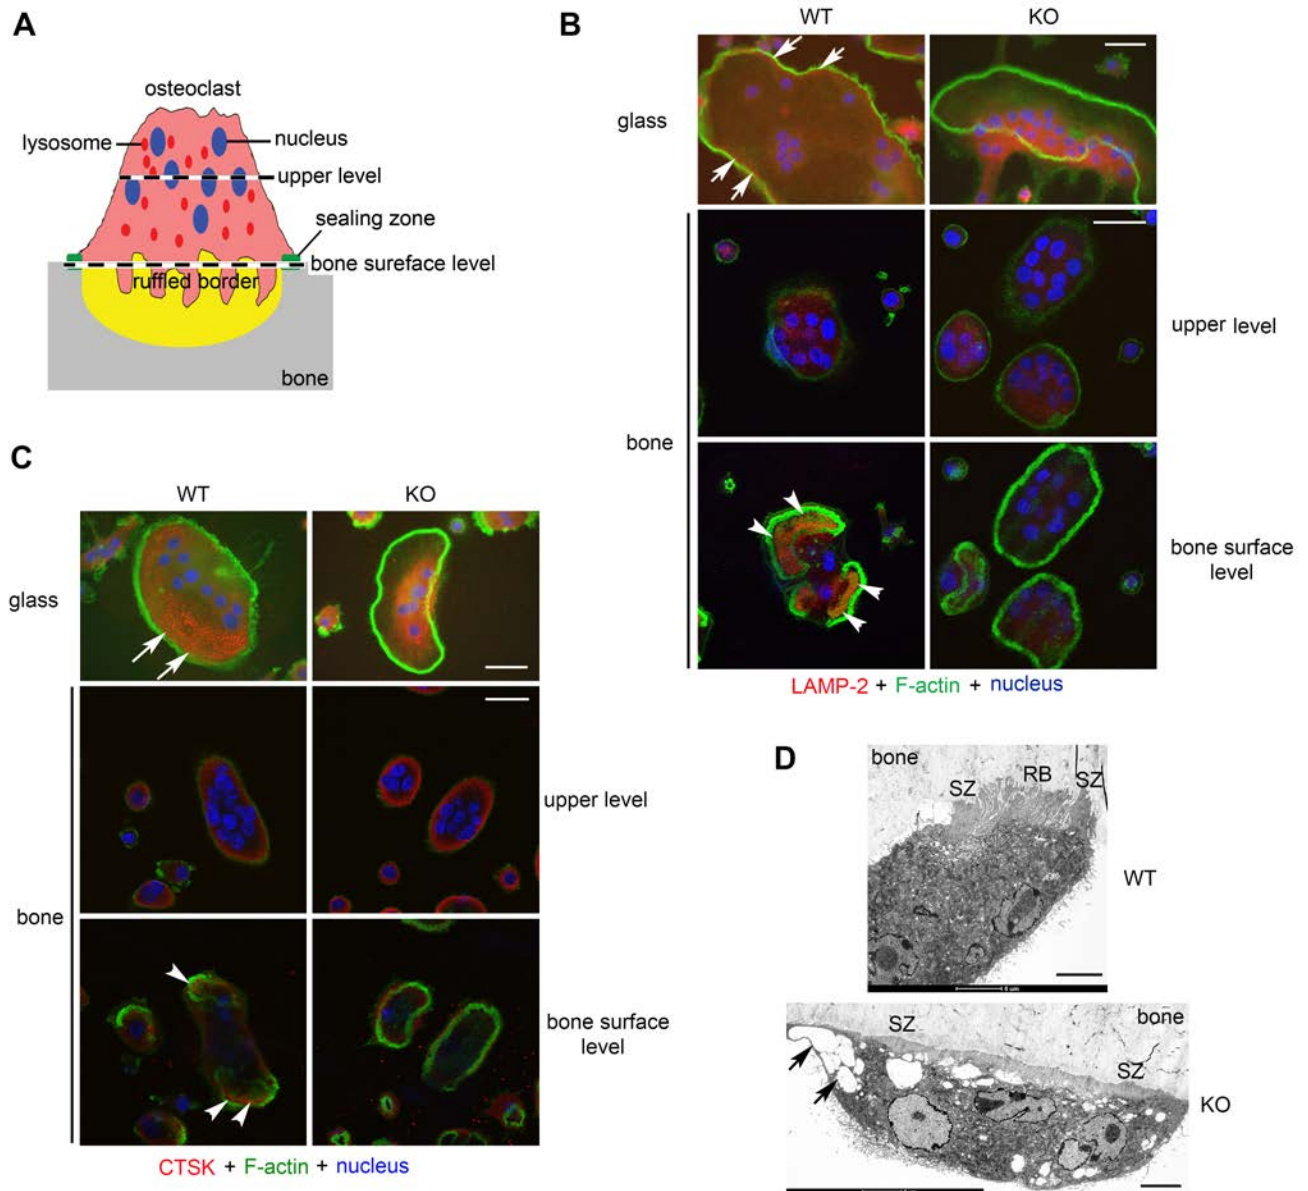 A
osteoclast
lysosome
nucleus
upper level
sealing zone
bone sureface level
ruffled border
bone
B
WT KO
glass
upper level
bone
bone surface
level
LAMP-2 + F-actin + nucleus
C
WT KO
glass
upper level
bone
bone surface
level
CTSK + F-actin + nucleus
D
bone
RB
SZ
SZ
WT
SZ
bone
SZ
KO